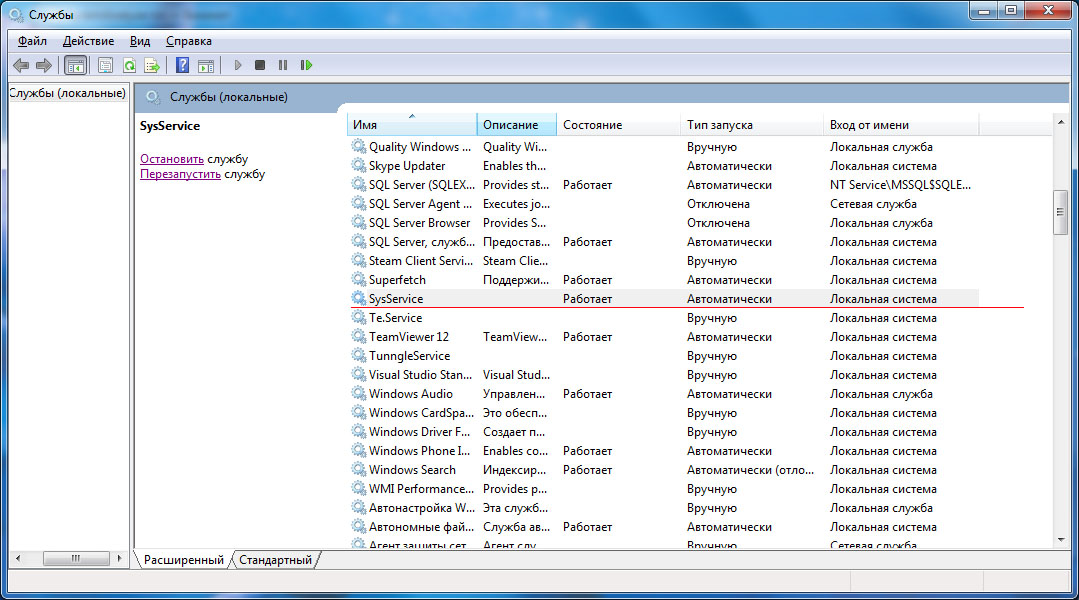 Службы
Файл Действие Вид Справка
Службы (локальные)
Службы (локальные)
SysService
Остановить службу
Перезапустить службу
Имя Описание Состояние Тип запуска Вход от имени
Quality Windows ... Quality Wi... Вручную Локальная служба
Skype Updater Enables th... Автоматически Локальная система
SQL Server (SQLEX... Provides st... Работает Автоматически NT Service\MSSQL$SQLE...
SQL Server Agent ... Executes jo... Отключена Сетевая служба
SQL Server Browser Provides S... Отключена Локальная служба
SQL Server, служб... Предостав... Работает Автоматически Локальная система
Steam Client Servi... Steam Clie... Вручную Локальная система
Superfetch Поддержи... Работает Автоматически Локальная система
SysService Работает Автоматически Локальная система
Te.Service Вручную Локальная система
TeamViewer 12 TeamView... Работает Автоматически Локальная система
TunngleService Вручную Локальная система
Visual Studio Stan... Visual Stud... Вручную Локальная система
Windows Audio Управлен... Работает Автоматически Локальная служба
Windows CardSpa... Это обесп... Вручную Локальная система
Windows Driver F... Создает п... Вручную Локальная система
Windows Phone I... Enables co... Работает Автоматически Локальная система
Windows Search Индексир... Работает Автоматически (отло... Локальная система
WMI Performance... Provides p... Вручную Локальная система
Автонастройка W... Эта служб... Вручную Локальная служба
Автономные фай... Служба ав... Работает Автоматически Локальная система
Агент защиты сет... Агент слу... Вручную Сетевая служба
Расширенный Стандартный